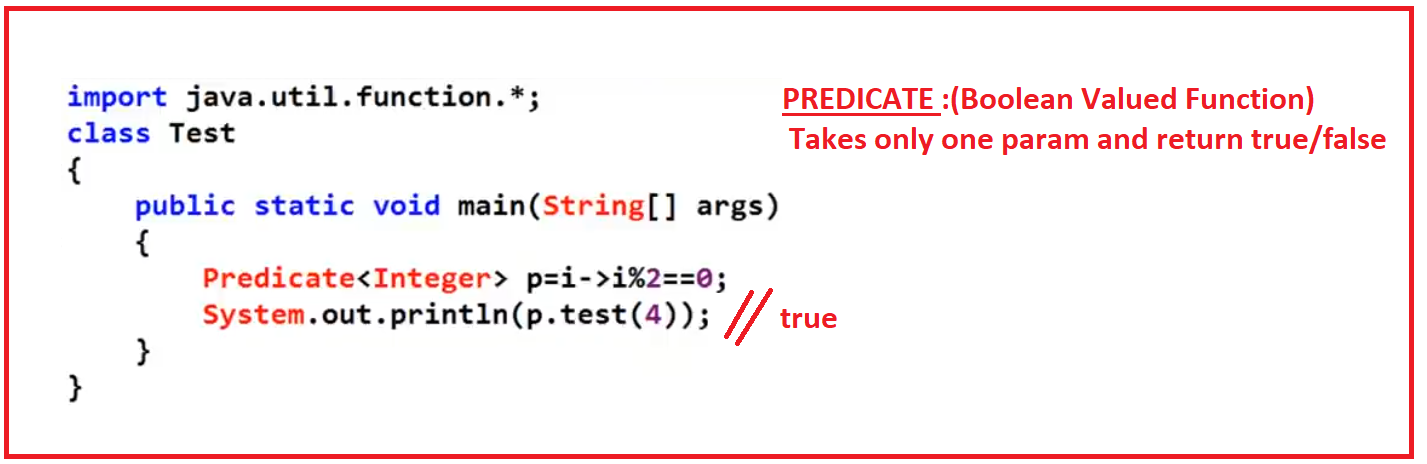 import java.util.function.*;
class Test
{
public static void main(String[] args)
{
Predicate<Integer> p=i->i%2==0;
System.out.println(p.test(4)); // true
}
}
PREDICATE :(Boolean Valued Function)
Takes only one param and return true/false